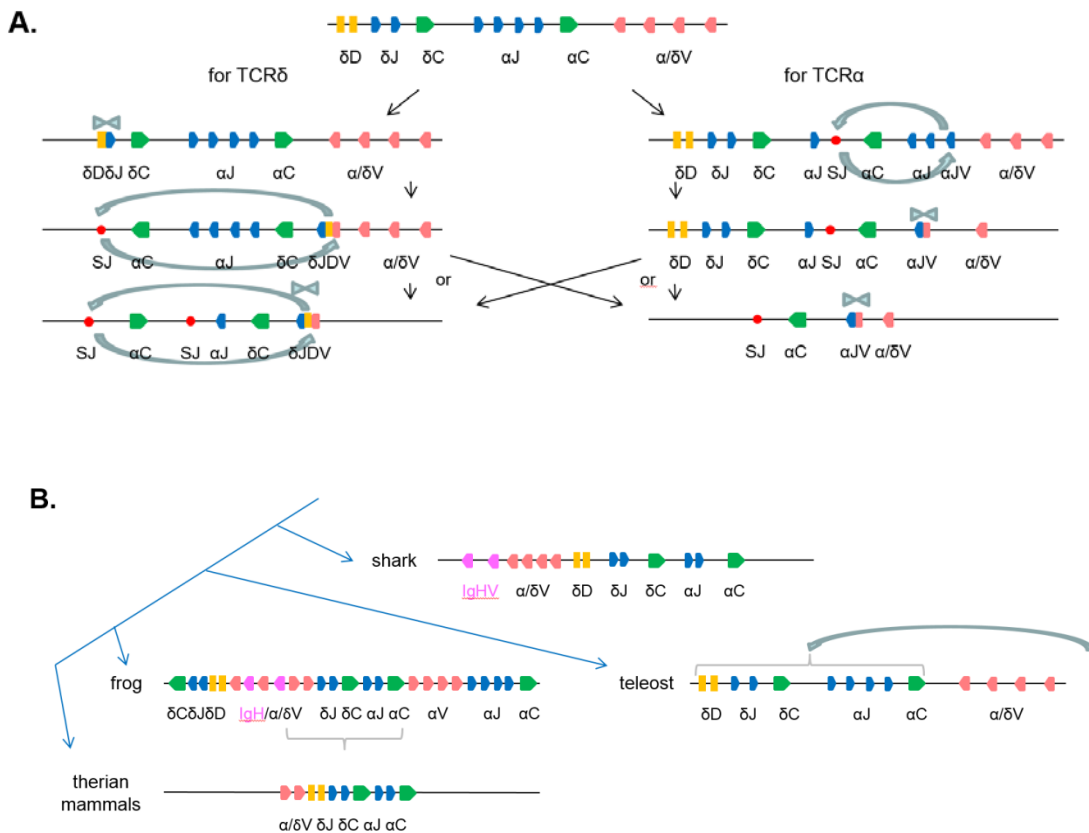 A.
δD δJ δC αJ αC α/δV
for TCRδ
for TCRα
δDδJ δC αJ αC α/δV
δD δJ δC αJ SJ αC αJ αJV α/δV
SJ αC αJ δC δJDV α/δV
δD δJ δC αJ SJ αC αJV α/δV
or
or
SJ αC SJ αJ δC δJDV
SJ αC αJV α/δV
B.
shark
IgHV α/δV δD δJ δC αJ αC
frog
δCδJδD IgH/α/δV δJ δC αJ αC αV αJ αC
teleost
δD δJ δC αJ αC α/δV
therian
mammals
α/δV δJ δC αJ αC